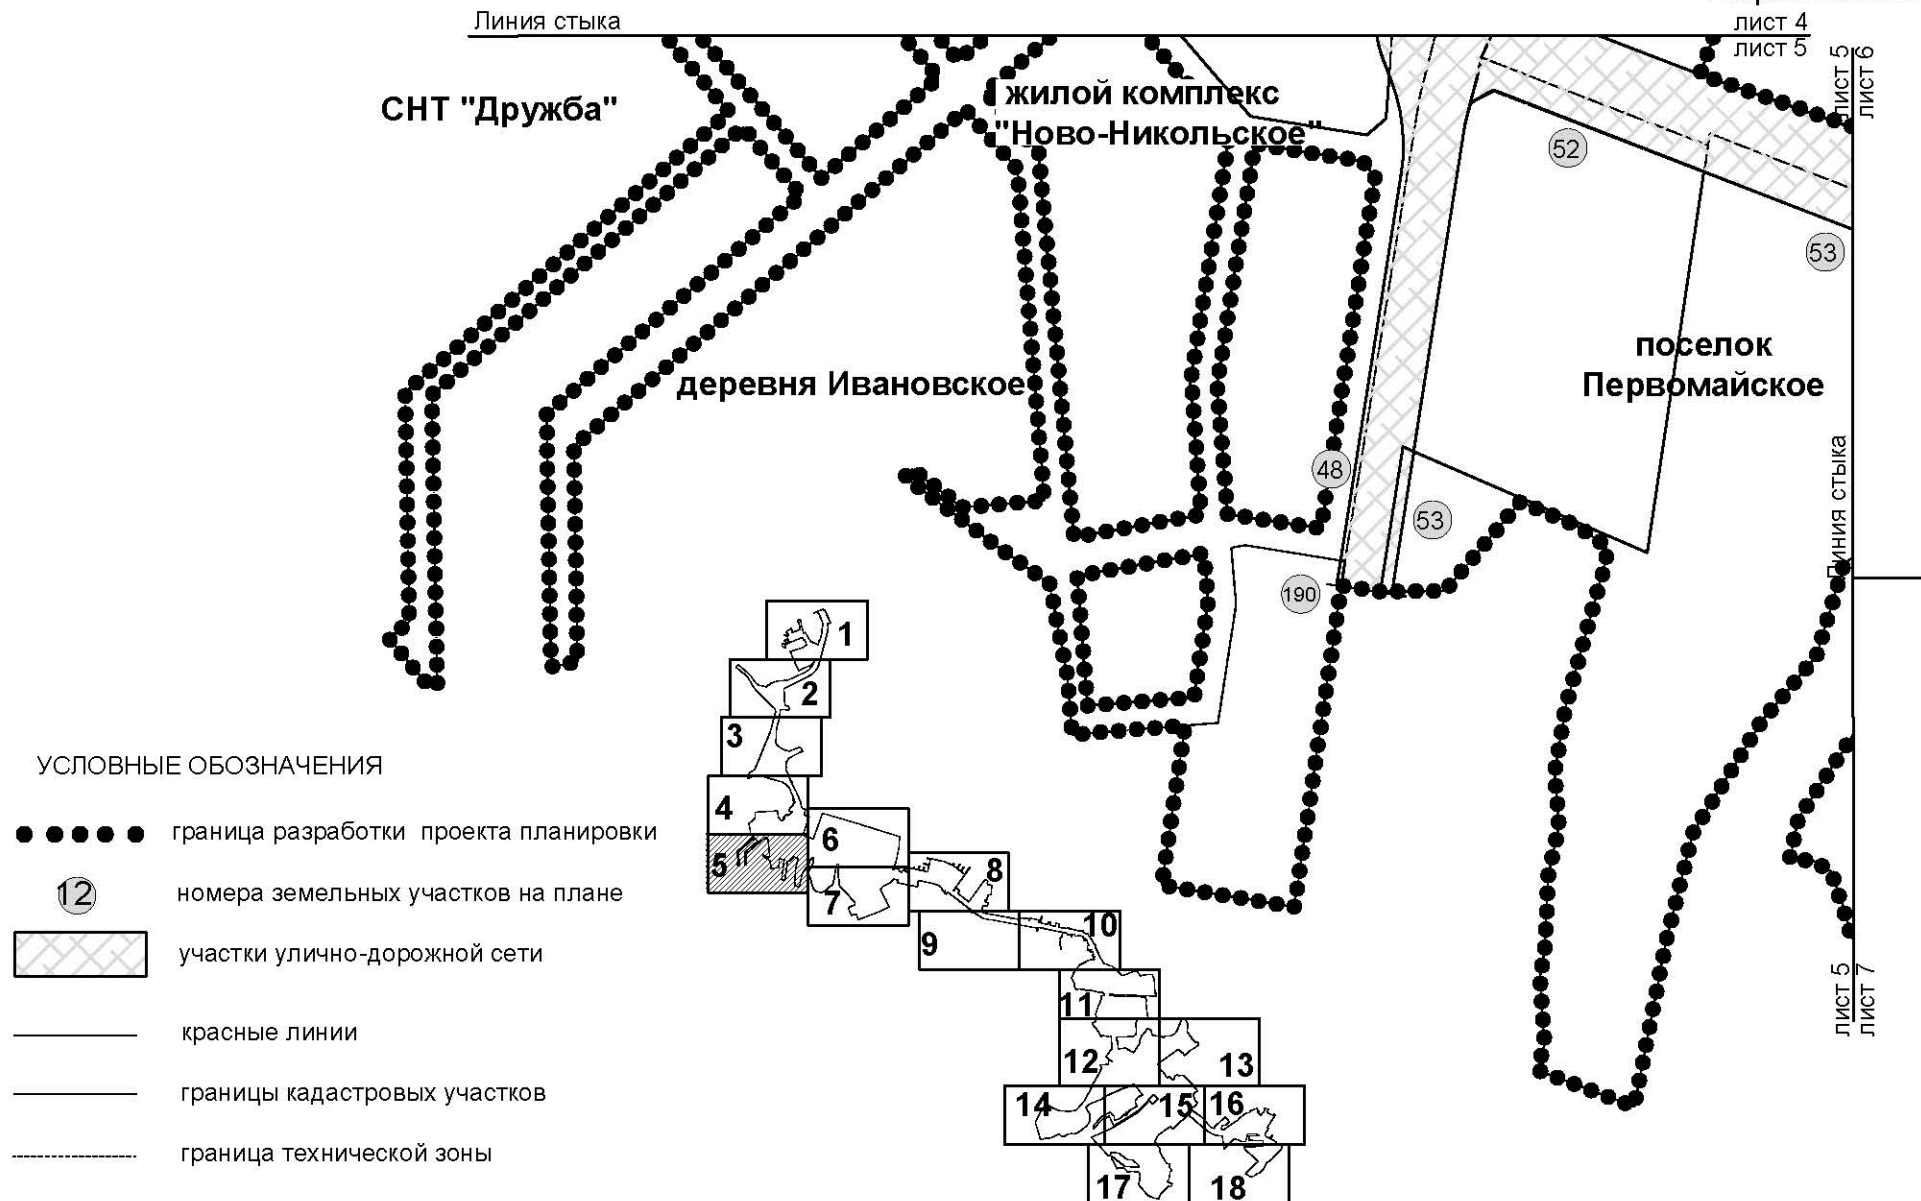 Линия стыка
лист 4
лист 5
лист 5
лист 6
СНТ "Дружба"
жилой комплекс
"Ново-Никольское"
52
53
поселок
Первомайское
деревня Ивановское
48
53
Линия стыка
190
1
2
3
4
5
6
7
8
9
10
11
12
13
14
15
16
17
18
УСЛОВНЫЕ ОБОЗНАЧЕНИЯ
граница разработки проекта планировки
12
номера земельных участков на плане
участки улично-дорожной сети
красные линии
границы кадастровых участков
граница технической зоны
лист 5
лист 7